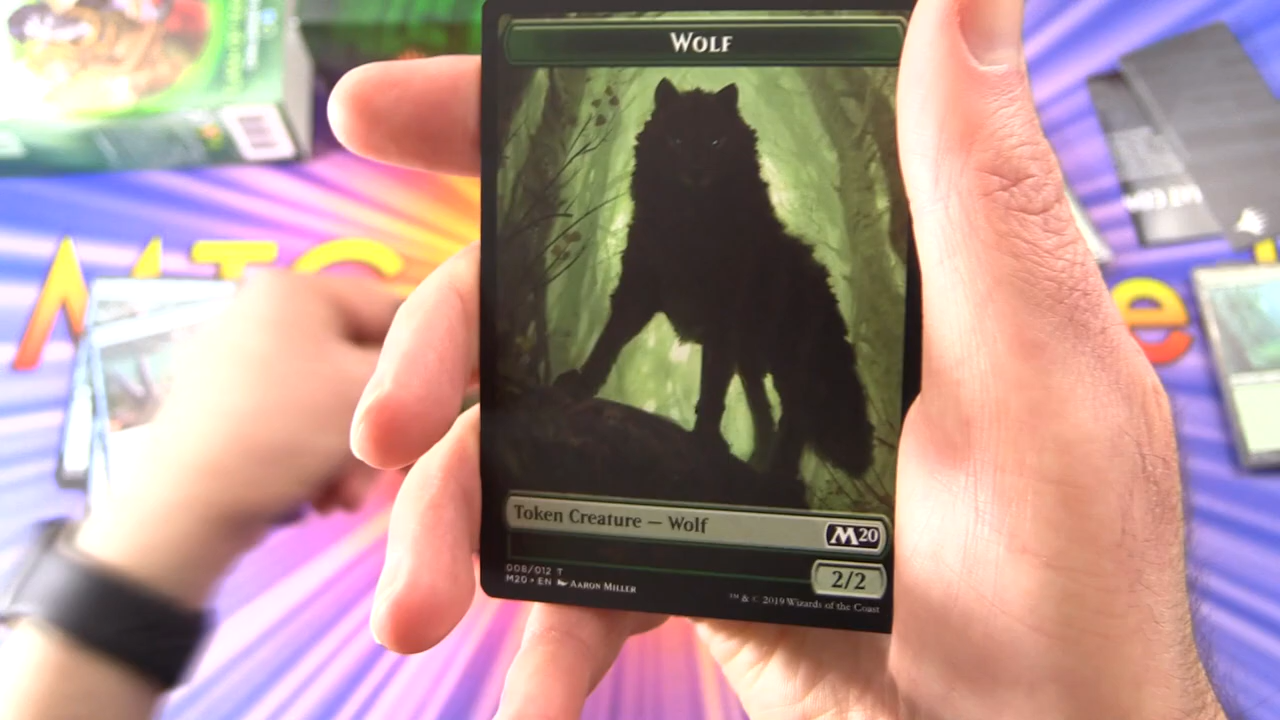 WOLF
MTG
e
Token Creature — Wolf
M20
008/012 T
M20 • EN AARON MILLER
2/2
™ & © 2019 Wizards of the Coast